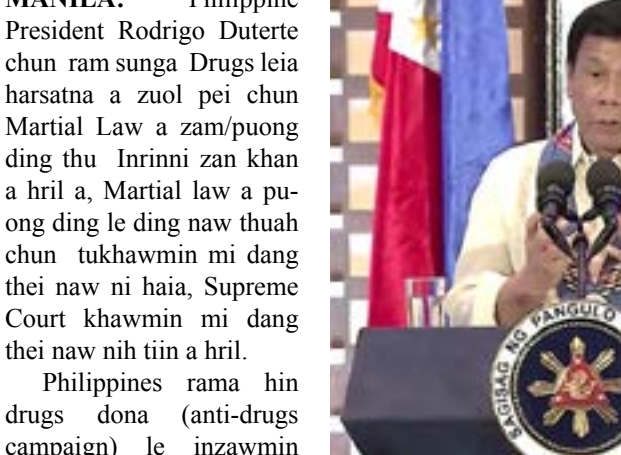 MANILA: Philippine
President Rodrigo Duterte
chun ram sunga Drugs leia
harsatna a zuol pei chun
Martial Law a zam/puong
ding thu Inrinni zan khan
a hril a, Martial law a pu-
ong ding le ding naw thuah
chun tukhawmin mi dang
thei naw ni haia, Supreme
Court khawmin mi dang
thei naw nih tiin a hril.
Philippines rama hin
drugs dona (anti-drugs
campaign) le inzawmin
SAGISAG NG PANGULO